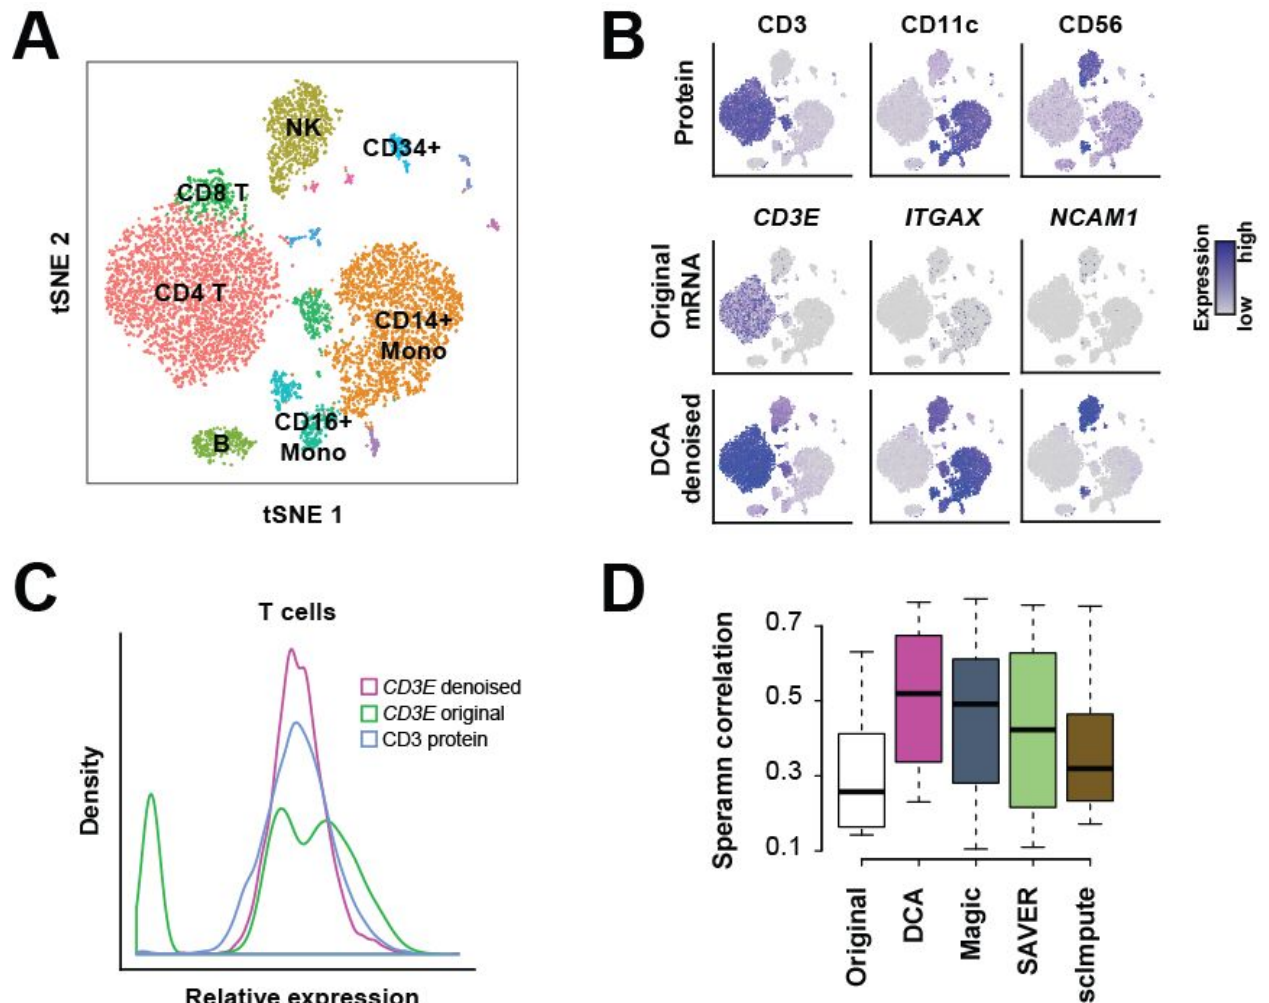 A
NK
CD34+
CD8 T
CD4 T
CD14+
Mono
CD16+
Mono
B
tSNE 2
tSNE 1
B
CD3
CD11c
CD56
Protein
CD3E
ITGAX
NCAM1
Original
mRNA
DCA
denoised
Expression
low
high
C
T cells
CD3E denoised
CD3E original
CD3 protein
Density
Relative expression
D
Speramn correlation
0.7
0.5
0.3
0.1
Original
DCA
Magic
SAVER
scImpute